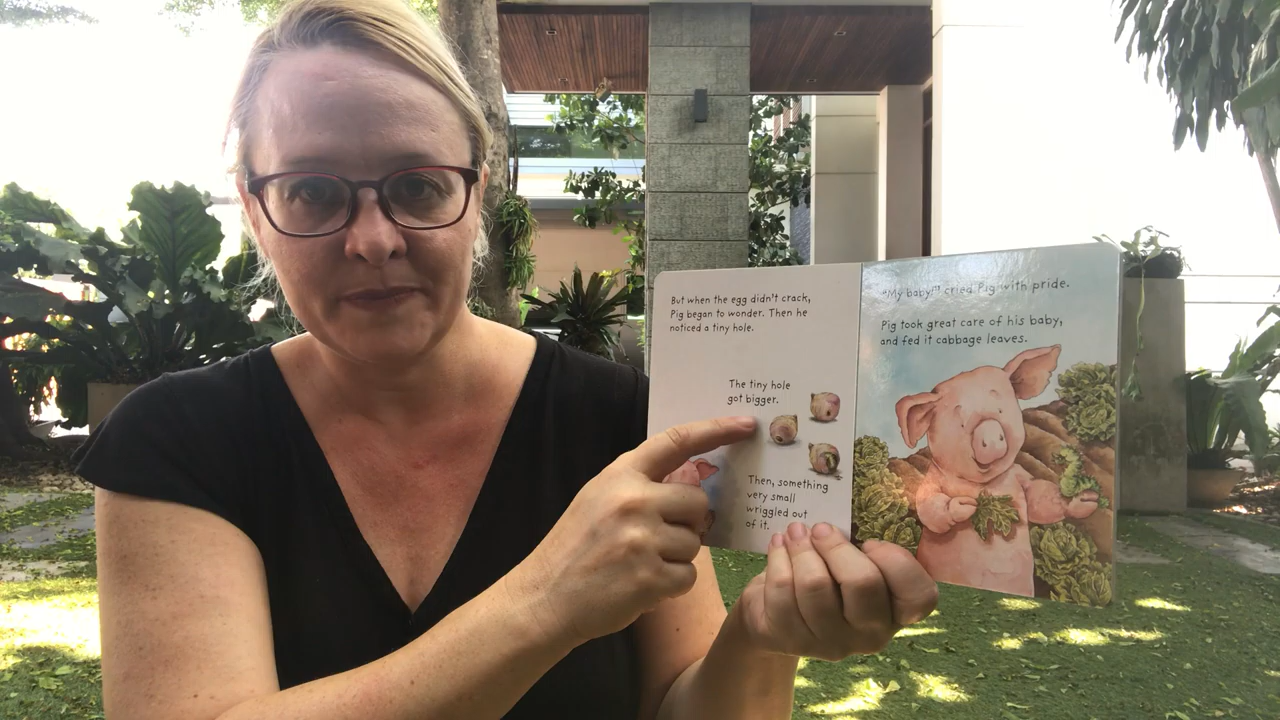 But when the egg didn't crack,
Pig began to wonder. Then he
noticed a tiny hole.
The tiny hole
got bigger.
Then, something
very small
wriggled out
of it.
"My baby!" cried Pig with pride.
Pig took great care of his baby,
and fed it cabbage leaves.